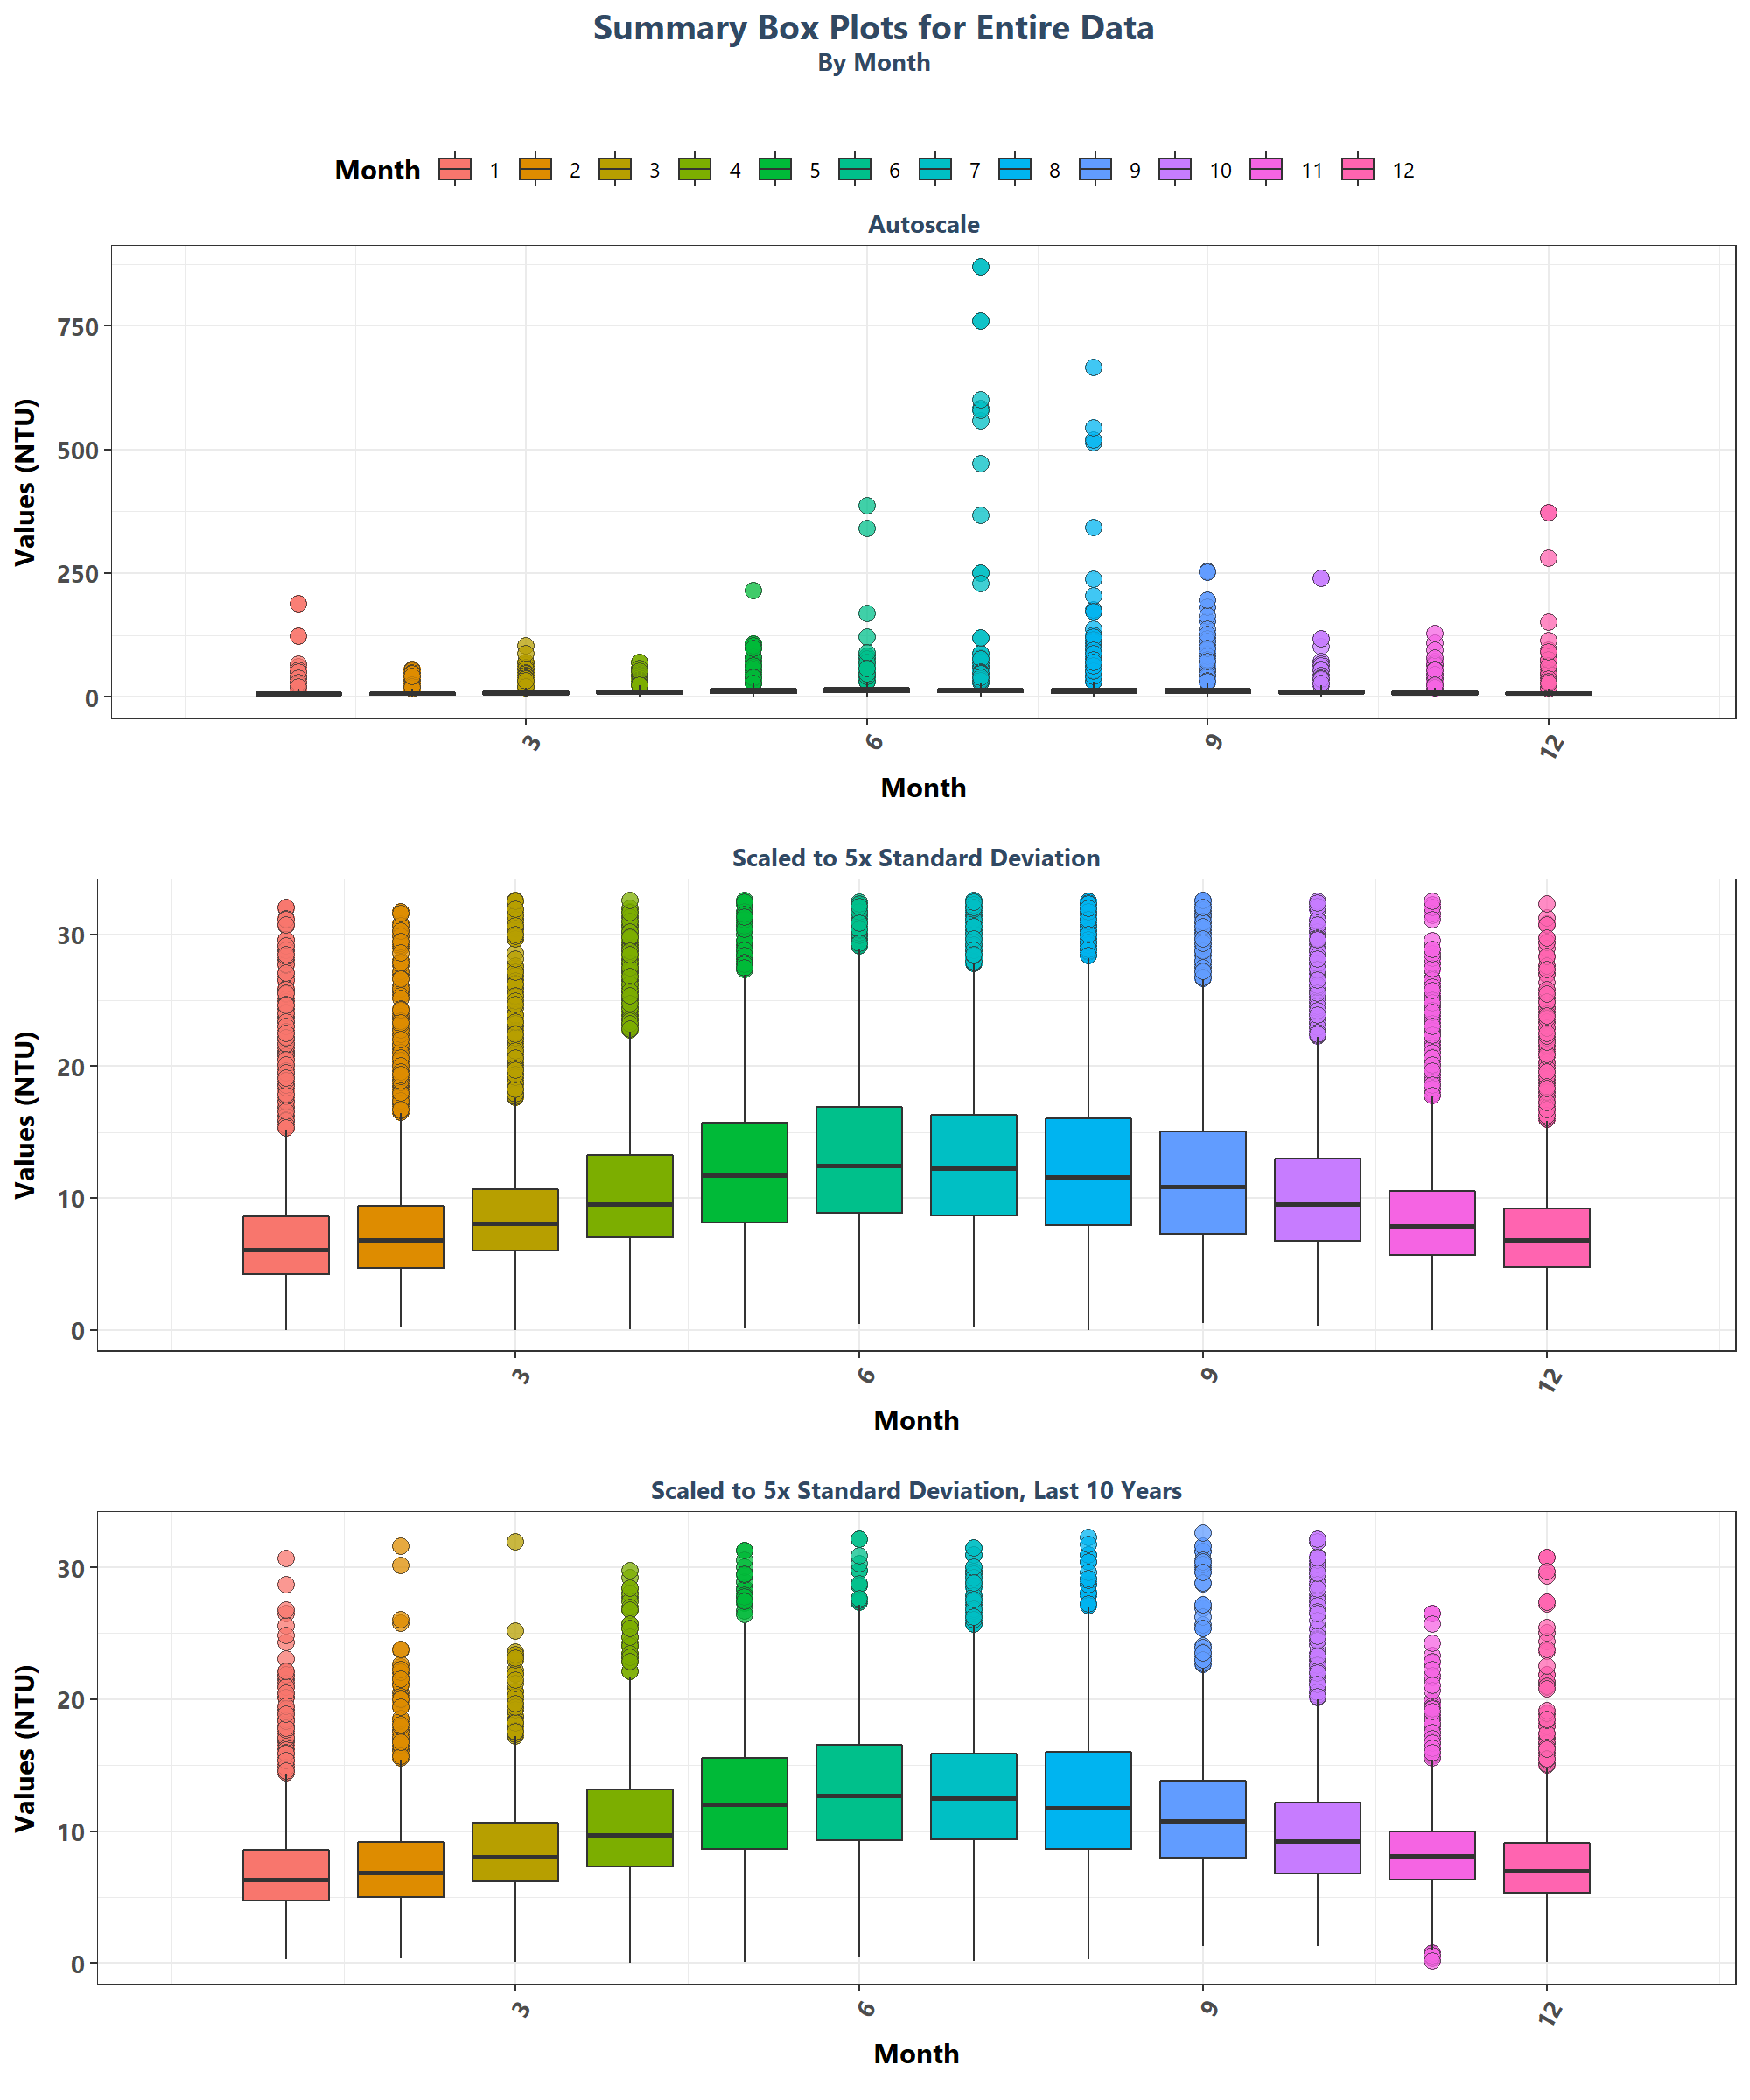 Summary Box Plots for Entire Data
By Month
Month 1 2 3 4 5 6 7 8 9 10 11 12
Autoscale
Values (NTU)
750
500
250
0
3 6 9 12
Month
Scaled to 5x Standard Deviation
Values (NTU)
30
20
10
0
3 6 9 12
Month
Scaled to 5x Standard Deviation, Last 10 Years
Values (NTU)
30
20
10
0
3 6 9 12
Month